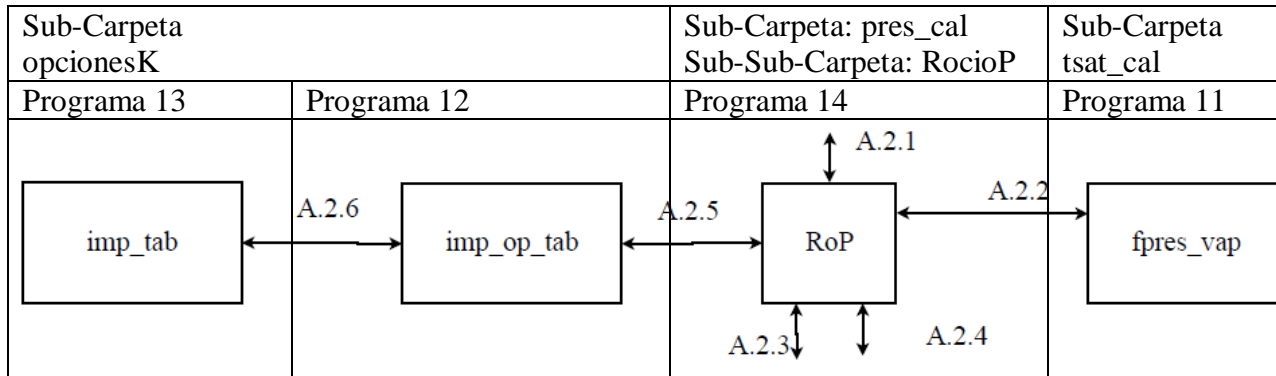 Sub-Carpeta
opcionesK
Sub-Carpeta: pres_cal
Sub-Sub-Carpeta: RocioP
Sub-Carpeta
tsat_cal
Programa 13
Programa 12
Programa 14
Programa 11
A.2.1
A.2.2
A.2.6
A.2.5
imp_tab
imp_op_tab
RoP
fpres_vap
A.2.3
A.2.4